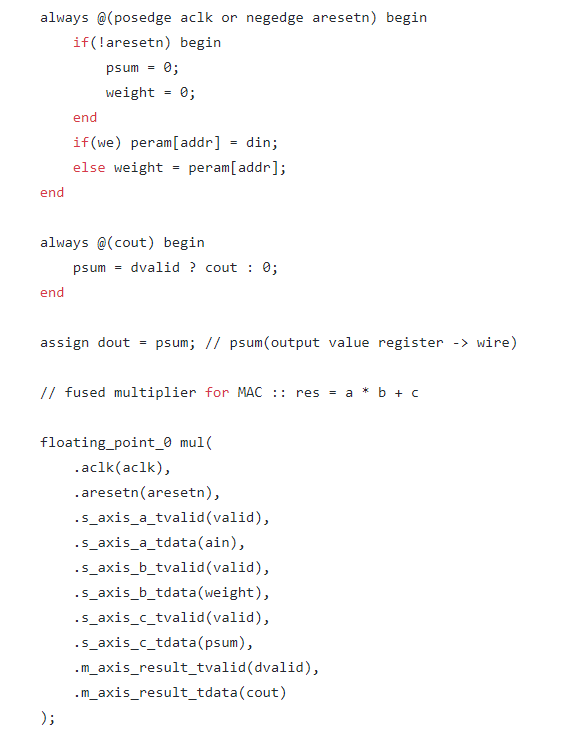 always @(posedge aclk or negedge aresetn) begin
    if(!aresetn) begin
        psum = 0;
        weight = 0;
    end
    if(we) peram[addr] = din;
    else weight = peram[addr];
end

always @(cout) begin
    psum = dvalid ? cout : 0;
end

assign dout = psum; // psum(output value register -> wire)

// fused multiplier for MAC :: res = a * b + c

floating_point_0 mul(
    .aclk(aclk),
    .aresetn(aresetn),
    .s_axis_a_tvalid(valid),
    .s_axis_a_tdata(ain),
    .s_axis_b_tvalid(valid),
    .s_axis_b_tdata(weight),
    .s_axis_c_tvalid(valid),
    .s_axis_c_tdata(psum),
    .m_axis_result_tvalid(dvalid),
    .m_axis_result_tdata(cout)
);